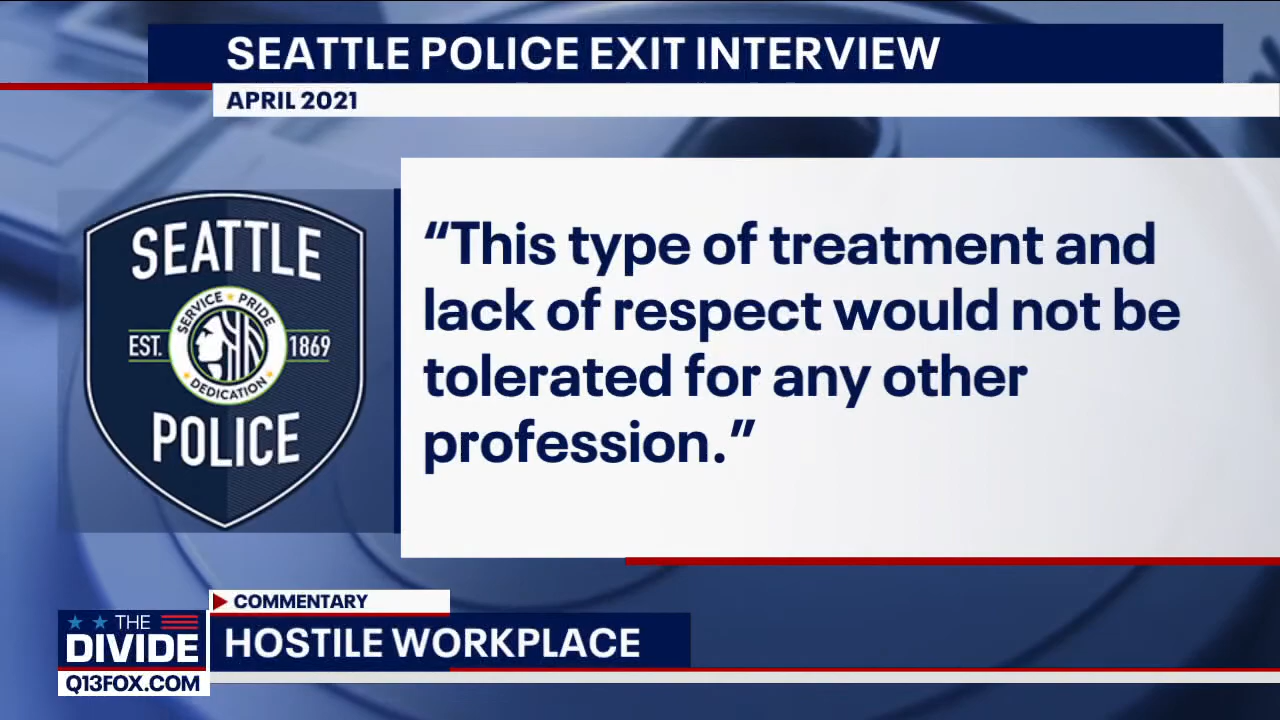 SEATTLE POLICE EXIT INTERVIEW
APRIL 2021
SEATTLE
SERVICE ★ PRIDE
EST.
1869
★ DEDICATION ★
POLICE
“This type of treatment and
lack of respect would not be
tolerated for any other
profession.”
COMMENTARY
THE
DIVIDE
HOSTILE WORKPLACE
Q13FOX.COM